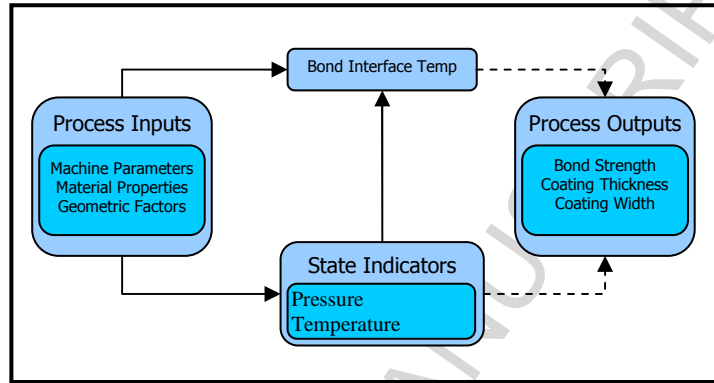 Bond Interface Temp
Process Inputs
Machine Parameters
Material Properties
Geometric Factors
Process Outputs
Bond Strength
Coating Thickness
Coating Width
State Indicators
Pressure
Temperature